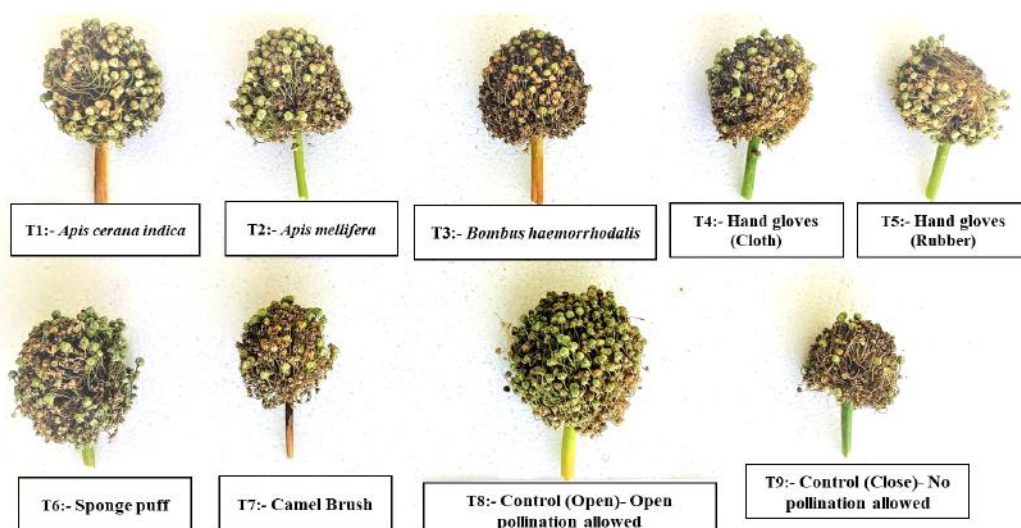 T1:- Apis cerana indica
T2:- Apis mellifera
T3:- Bombus haemorrhodalis
T4:- Hand gloves
(Cloth)
T5:- Hand gloves
(Rubber)
T6:- Sponge puff
T7:- Camel Brush
T8:- Control (Open)- Open
pollination allowed
T9:- Control (Close)- No
pollination allowed